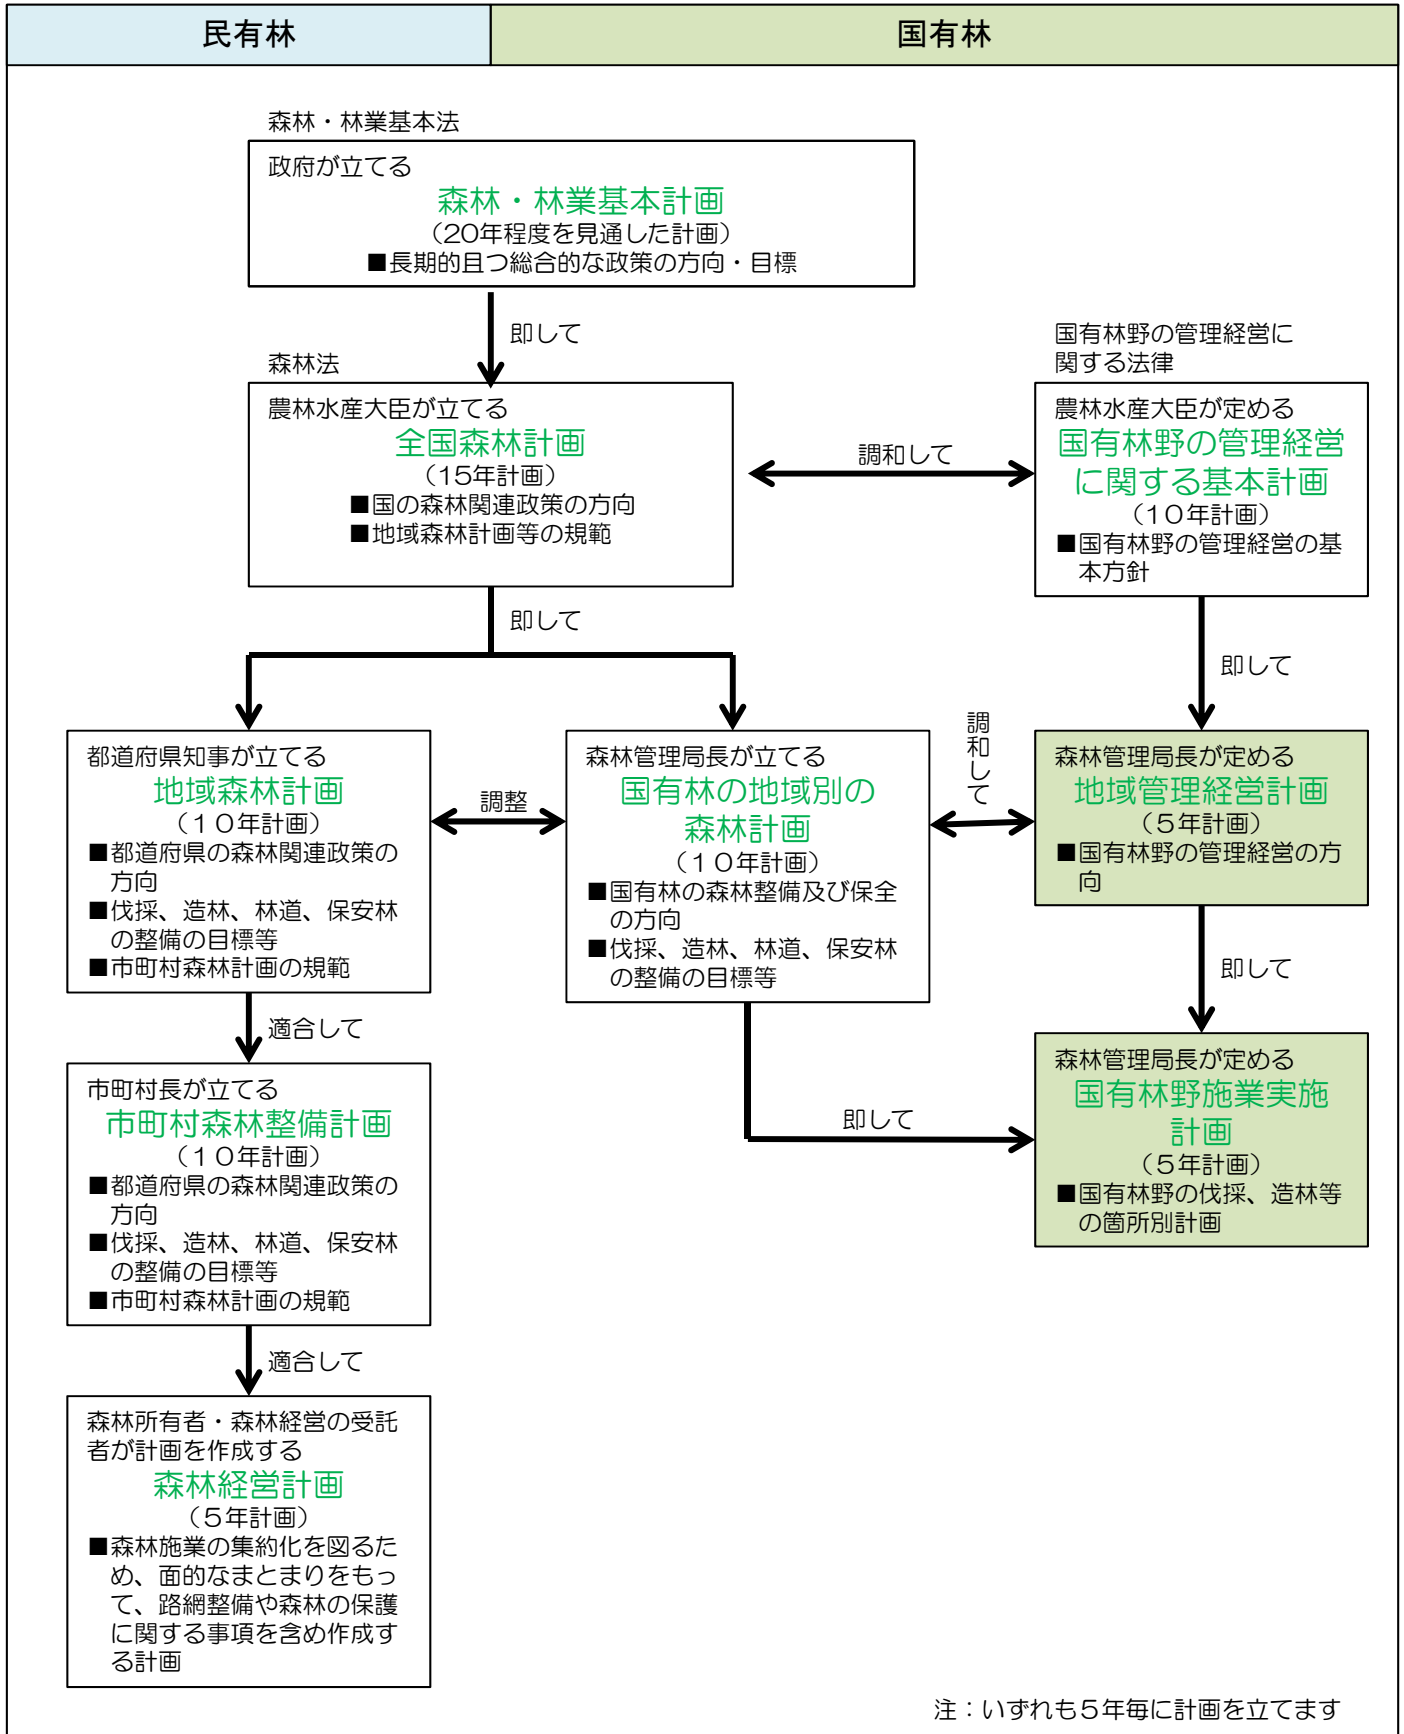 民有林
国有林
森林・林業基本法
政府が立てる
森林・林業基本計画
（20年程度を見通した計画）
■長期的且つ総合的な政策の方向・目標
即して
森林法
農林水産大臣が立てる
全国森林計画
（15年計画）
■国の森林関連政策の方向
■地域森林計画等の規範
調和して
国有林野の管理経営に
関する法律
農林水産大臣が定める
国有林野の管理経営
に関する基本計画
（１０年計画）
■国有林野の管理経営の基
本方針
即して
即して
都道府県知事が立てる
地域森林計画
（１０年計画）
■都道府県の森林関連政策の
方向
■伐採、造林、林道、保安林
の整備の目標等
■市町村森林計画の規範
調整
森林管理局長が立てる
国有林の地域別の
森林計画
（１０年計画）
■国有林の森林整備及び保全
の方向
■伐採、造林、林道、保安林
の整備の目標等
調和して
森林管理局長が定める
地域管理経営計画
（５年計画）
■国有林野の管理経営の方
向
適合して
即して
市町村長が立てる
市町村森林整備計画
（１０年計画）
■都道府県の森林関連政策の
方向
■伐採、造林、林道、保安林
の整備の目標等
■市町村森林計画の規範
即して
森林管理局長が定める
国有林野施業実施
計画
（５年計画）
■国有林野の伐採、造林等
の箇所別計画
適合して
森林所有者・森林経営の受託
者が計画を作成する
森林経営計画
（５年計画）
■森林施業の集約化を図るた
め、面的なまとまりをもっ
て、路網整備や森林の保護
に関する事項を含め作成す
る計画
注：いずれも５年毎に計画を立てます